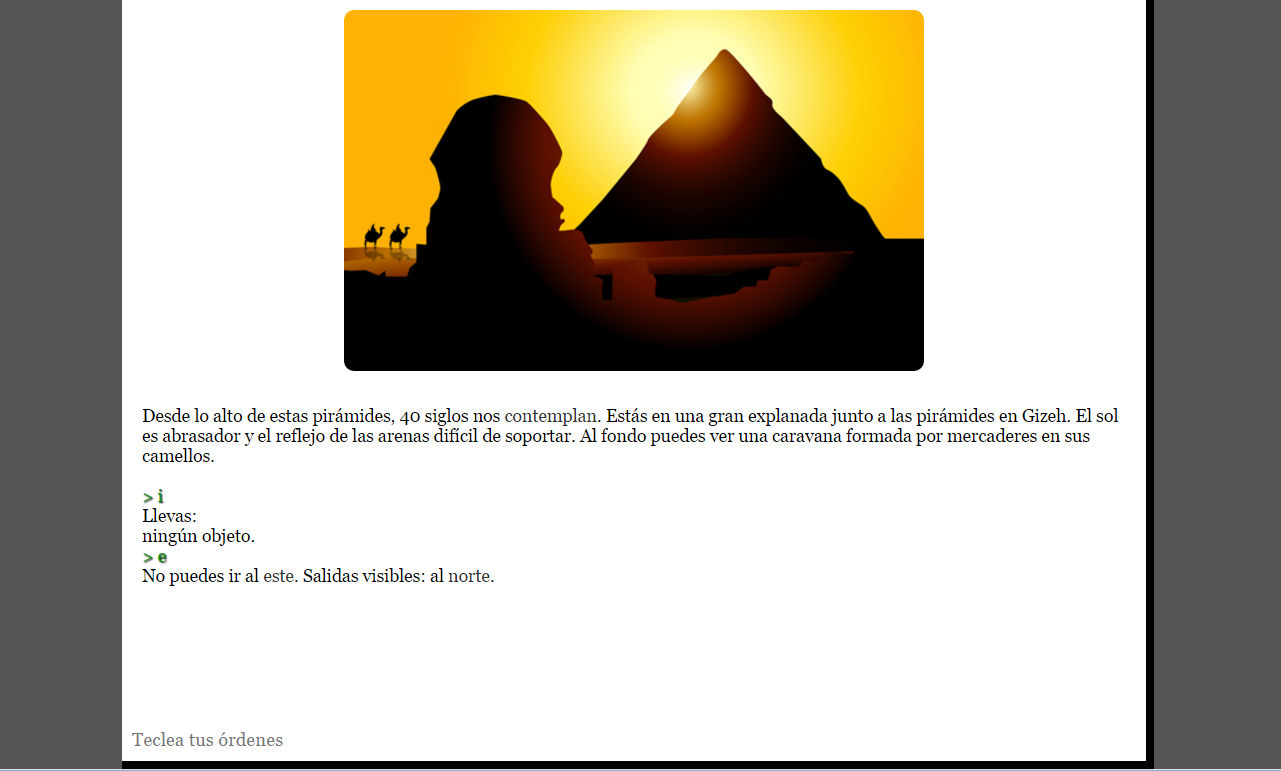 Desde lo alto de estas pirámides, 40 siglos nos contemplan. Estás en una gran explanada junto a las pirámides en Gizeh. El sol
es abrasador y el reflejo de las arenas difícil de soportar. Al fondo puedes ver una caravana formada por mercaderes en sus
camellos.
> i
Llevas:
ningún objeto.
> e
No puedes ir al este. Salidas visibles: al norte.
Teclea tus órdenes